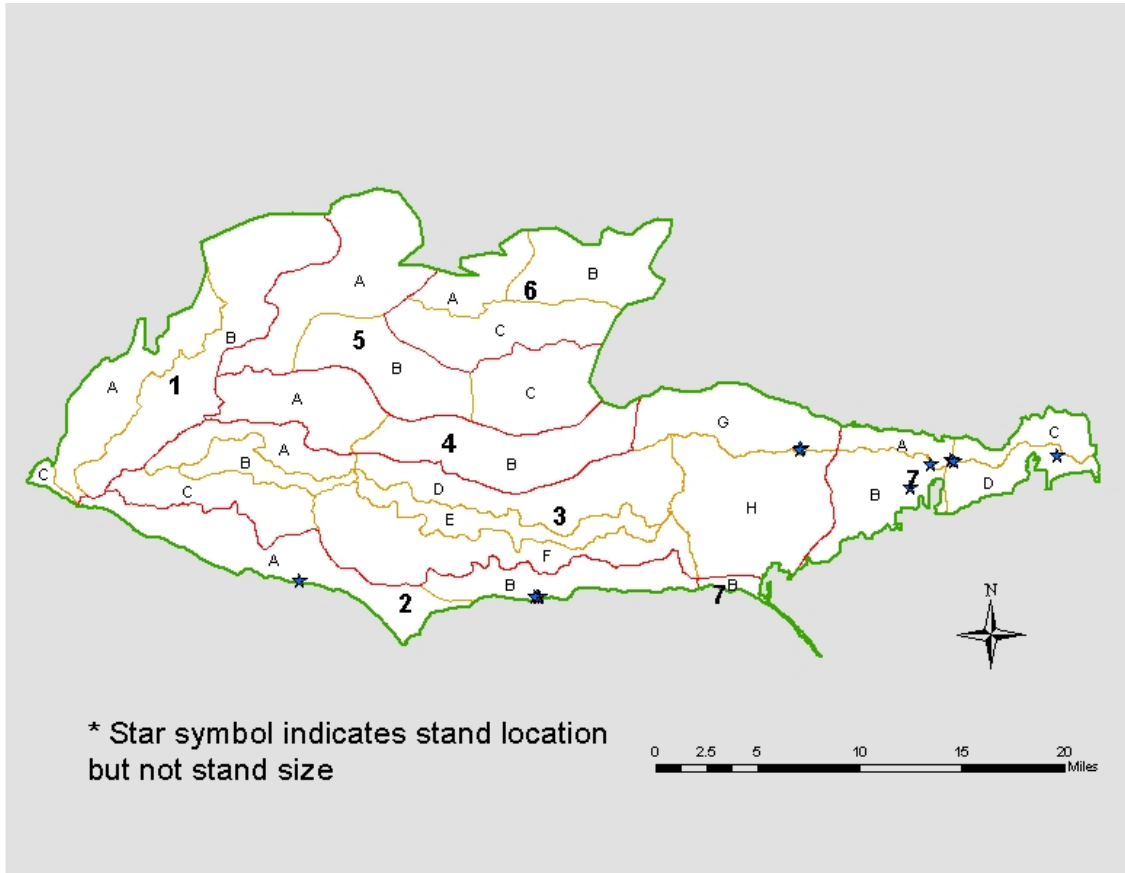 B
A
6
A
C
5
B
B
A
1
C
A
G
4
C
A
A
B
B
C
D
7
D
C
B
E
3
H
F
A
B
B
2
7
N
* Star symbol indicates stand location
but not stand size
0 2.5 5 10 15 20
Miles